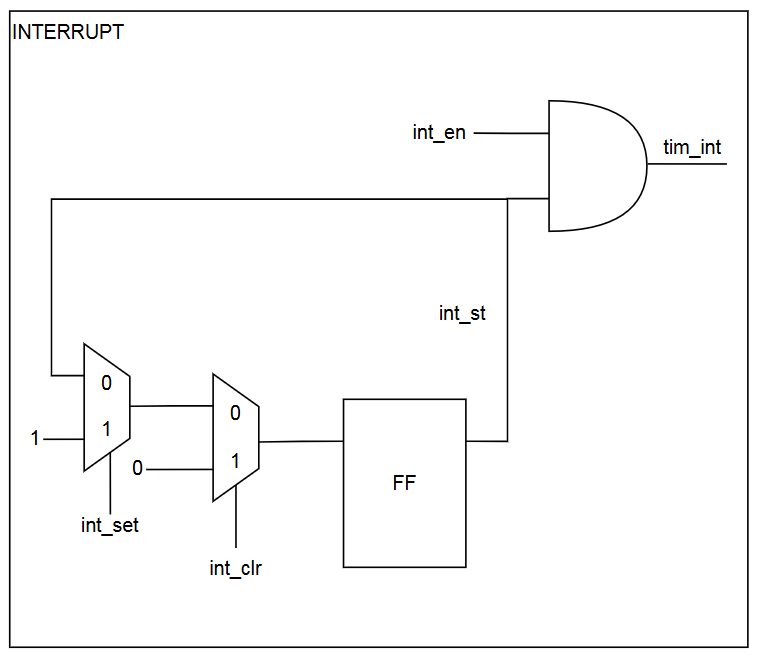 INTERRUPT
int_en
tim_int
int_st
0
1
1
int_set
0
1
0
int_clr
FF